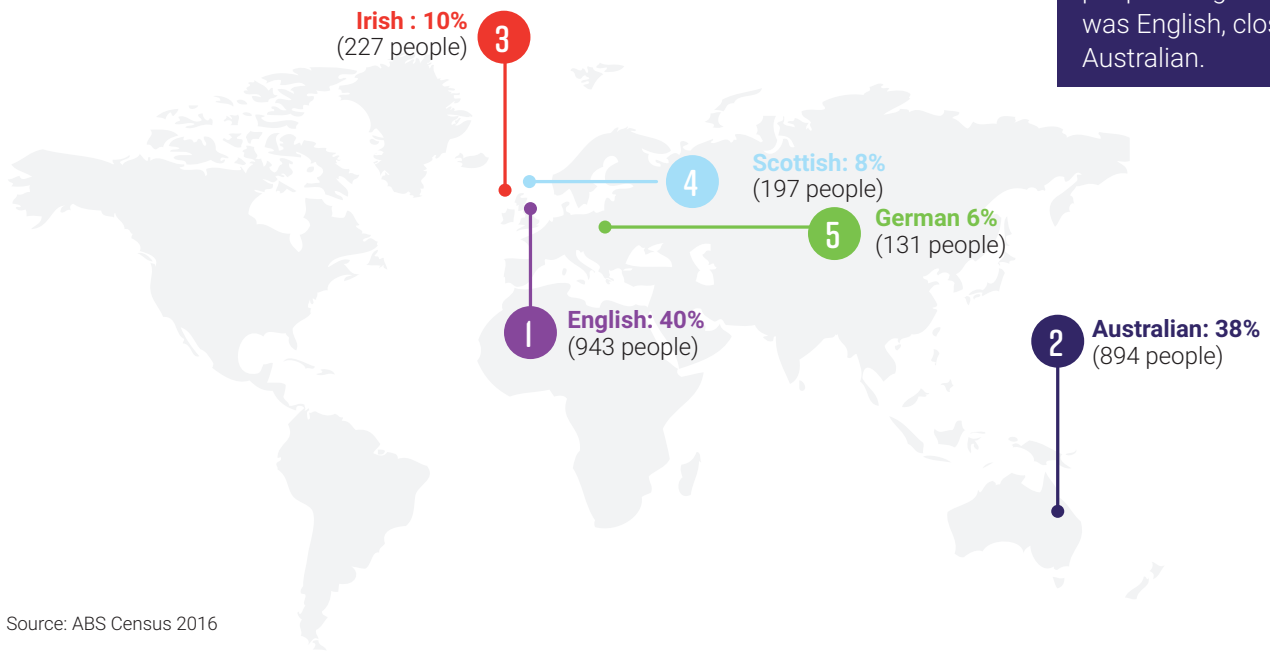 was English, clos
Australian.
Irish : 10%
(227 people)
3
4
Scottish: 8%
(197 people)
5
German 6%
(131 people)
1
English: 40%
(943 people)
2
Australian: 38%
(894 people)
Source: ABS Census 2016